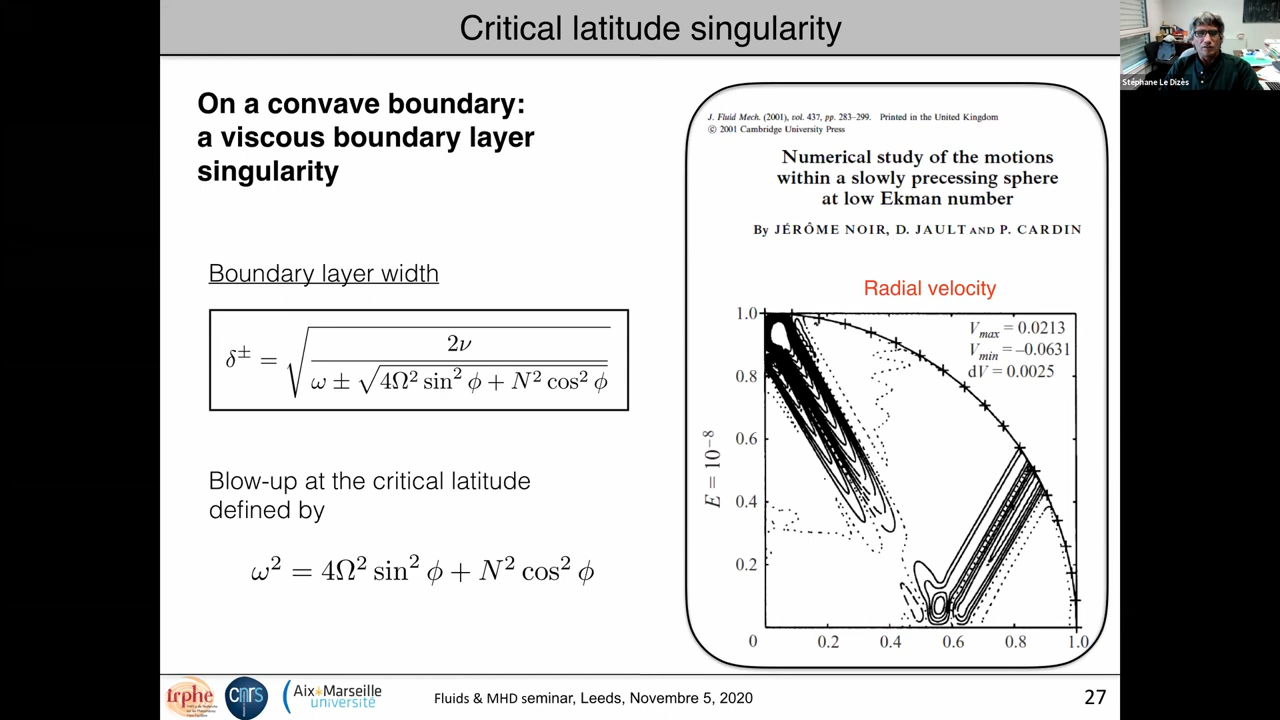 Critical latitude singularity
Stéphane Le Dizès
On a convave boundary:
a viscous boundary layer
singularity
Boundary layer width
δ± = √(2ν / (ω ± √(4Ω² sin² ϕ + N² cos² ϕ)))
Blow-up at the critical latitude
defined by
ω² = 4Ω² sin² ϕ + N² cos² ϕ
J. Fluid Mech. (2001), vol. 437, pp. 283–299. Printed in the United Kingdom
© 2001 Cambridge University Press
Numerical study of the motions
within a slowly precessing sphere
at low Ekman number
By JÉRÔME NOIR, D. JAULT AND P. CARDIN
Radial velocity
Vmax = 0.0213
Vmin = –0.0631
dV = 0.0025
E = 10⁻⁸
1.0
0.8
0.6
0.4
0.2
0 0.2 0.4 0.6 0.8 1.0
irphe
cnrs
Aix*Marseille
université
Fluids & MHD seminar, Leeds, Novembre 5, 2020
27